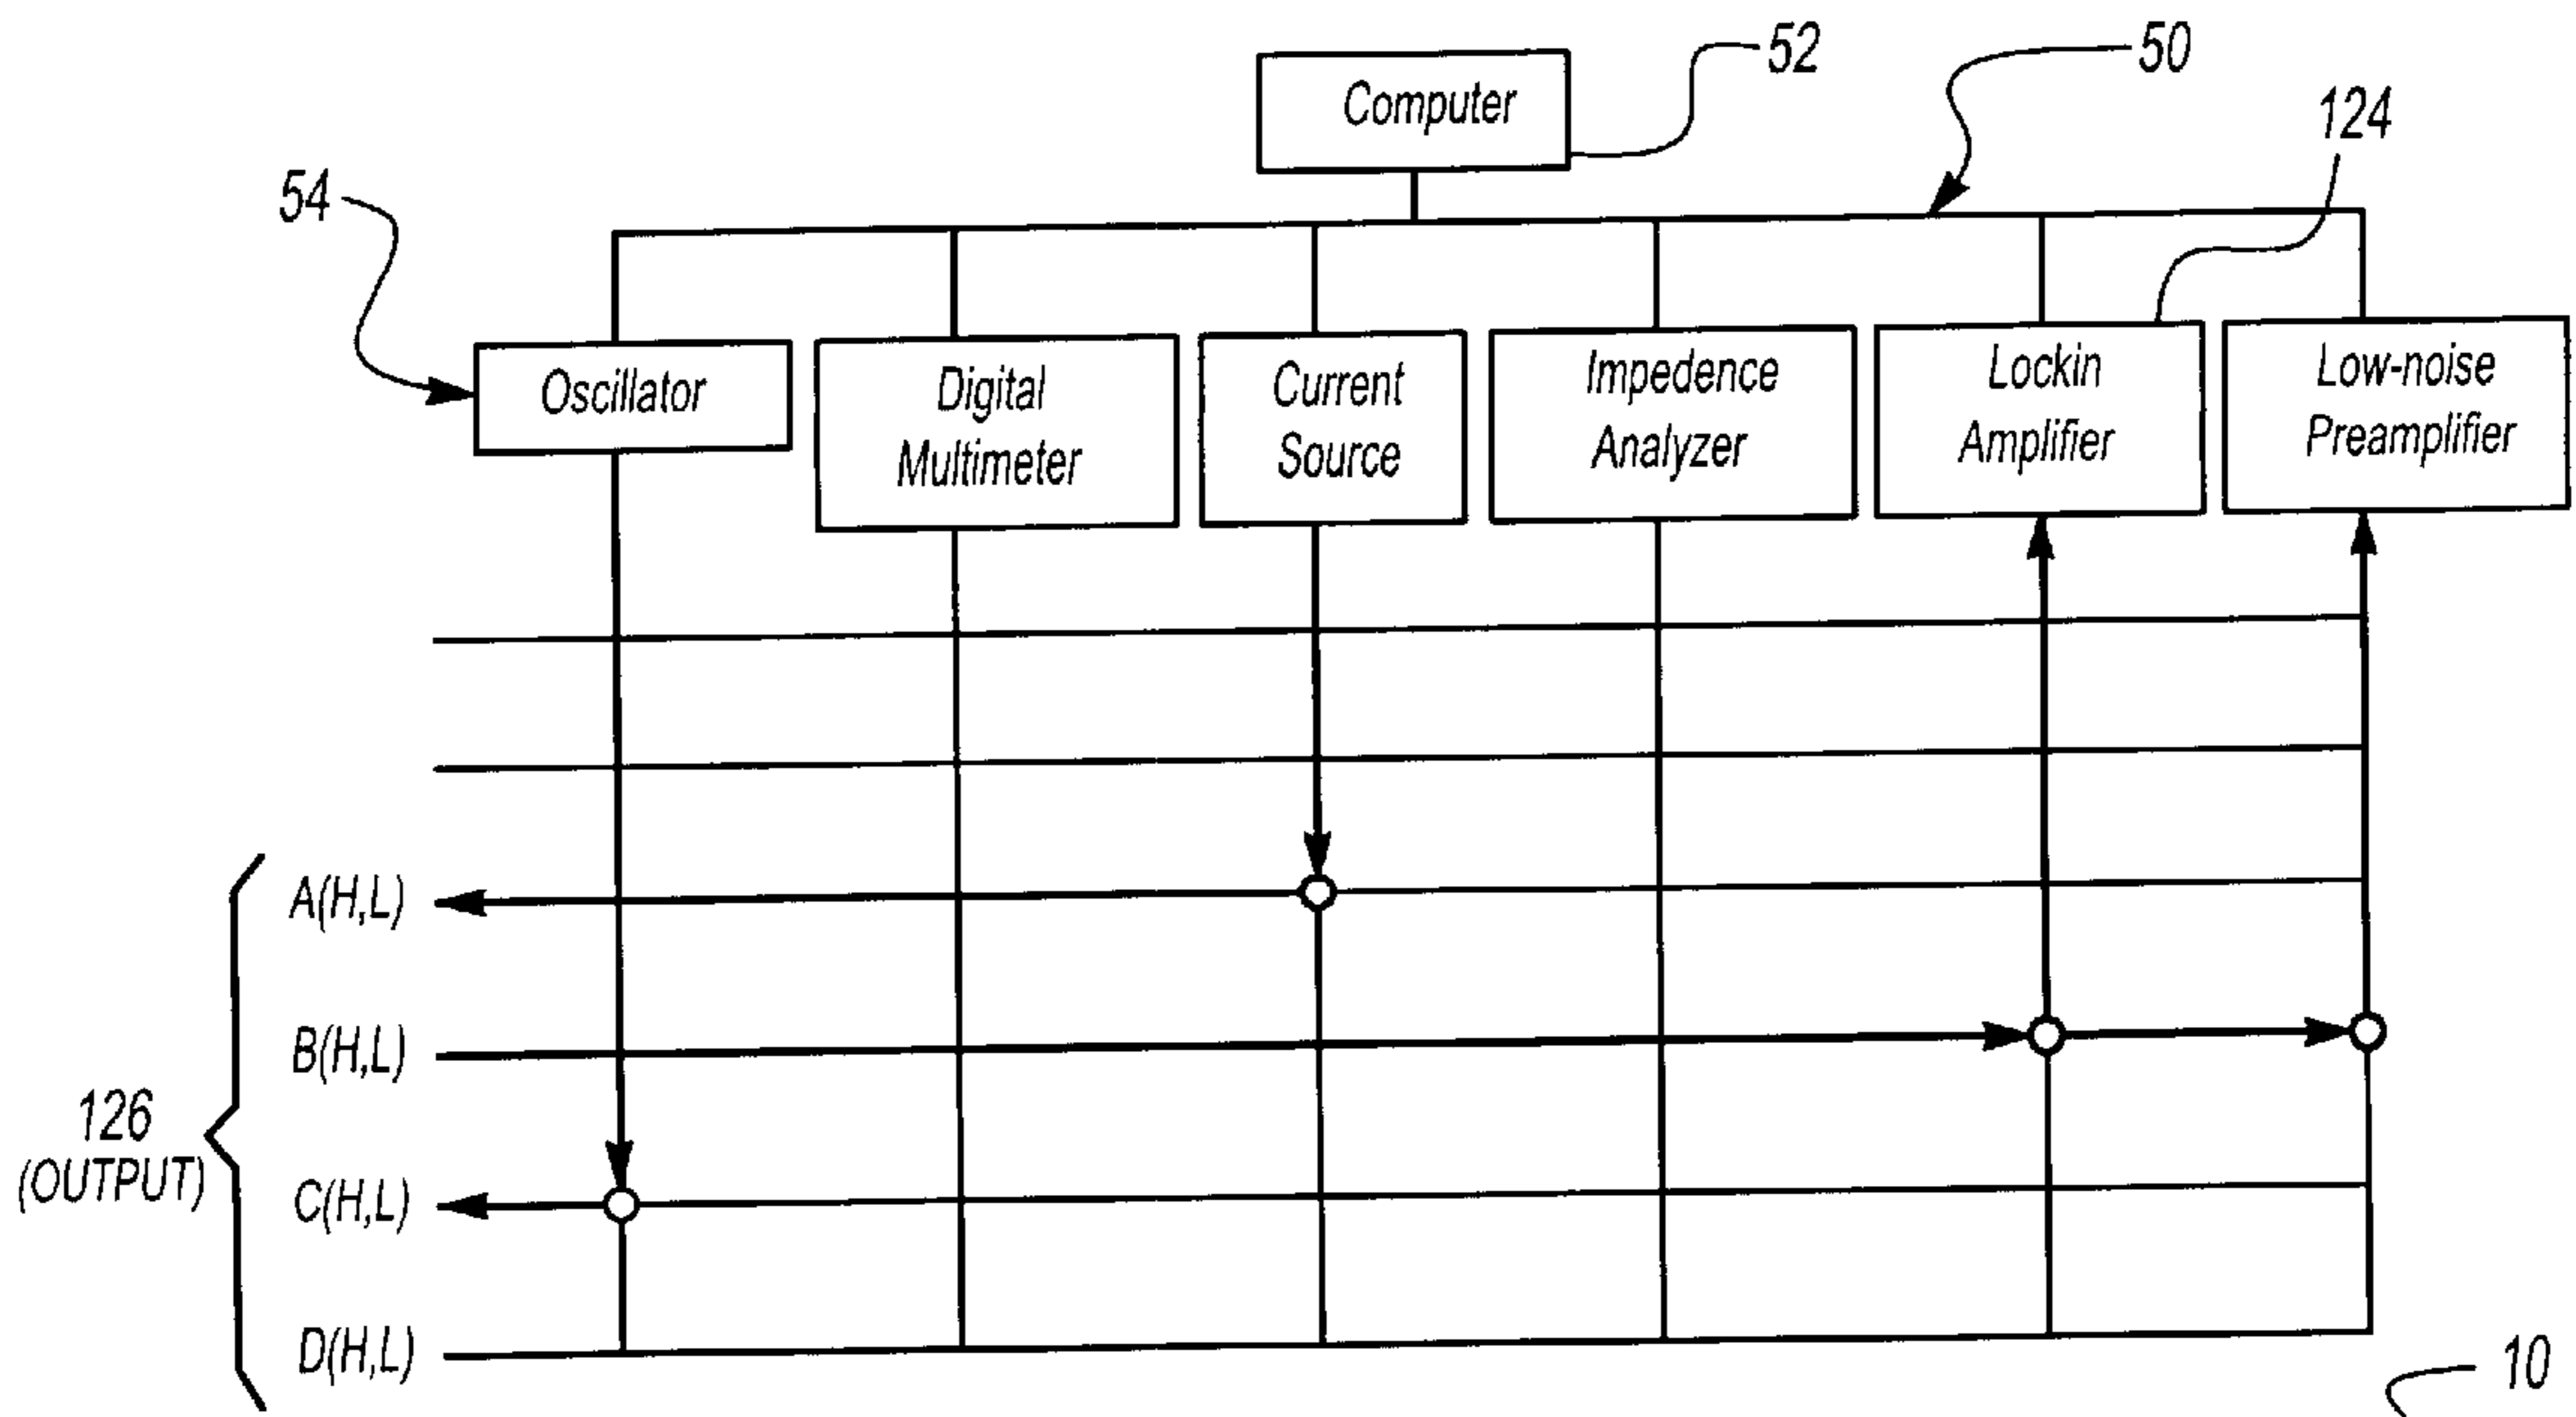 52
50
Computer
124
54
Oscillator
Digital
Multimeter
Current
Source
Impedence
Analyzer
Lockin
Amplifier
Low-noise
Preamplifier
A(H,L)
B(H,L)
126
(OUTPUT)
C(H,L)
D(H,L)
10